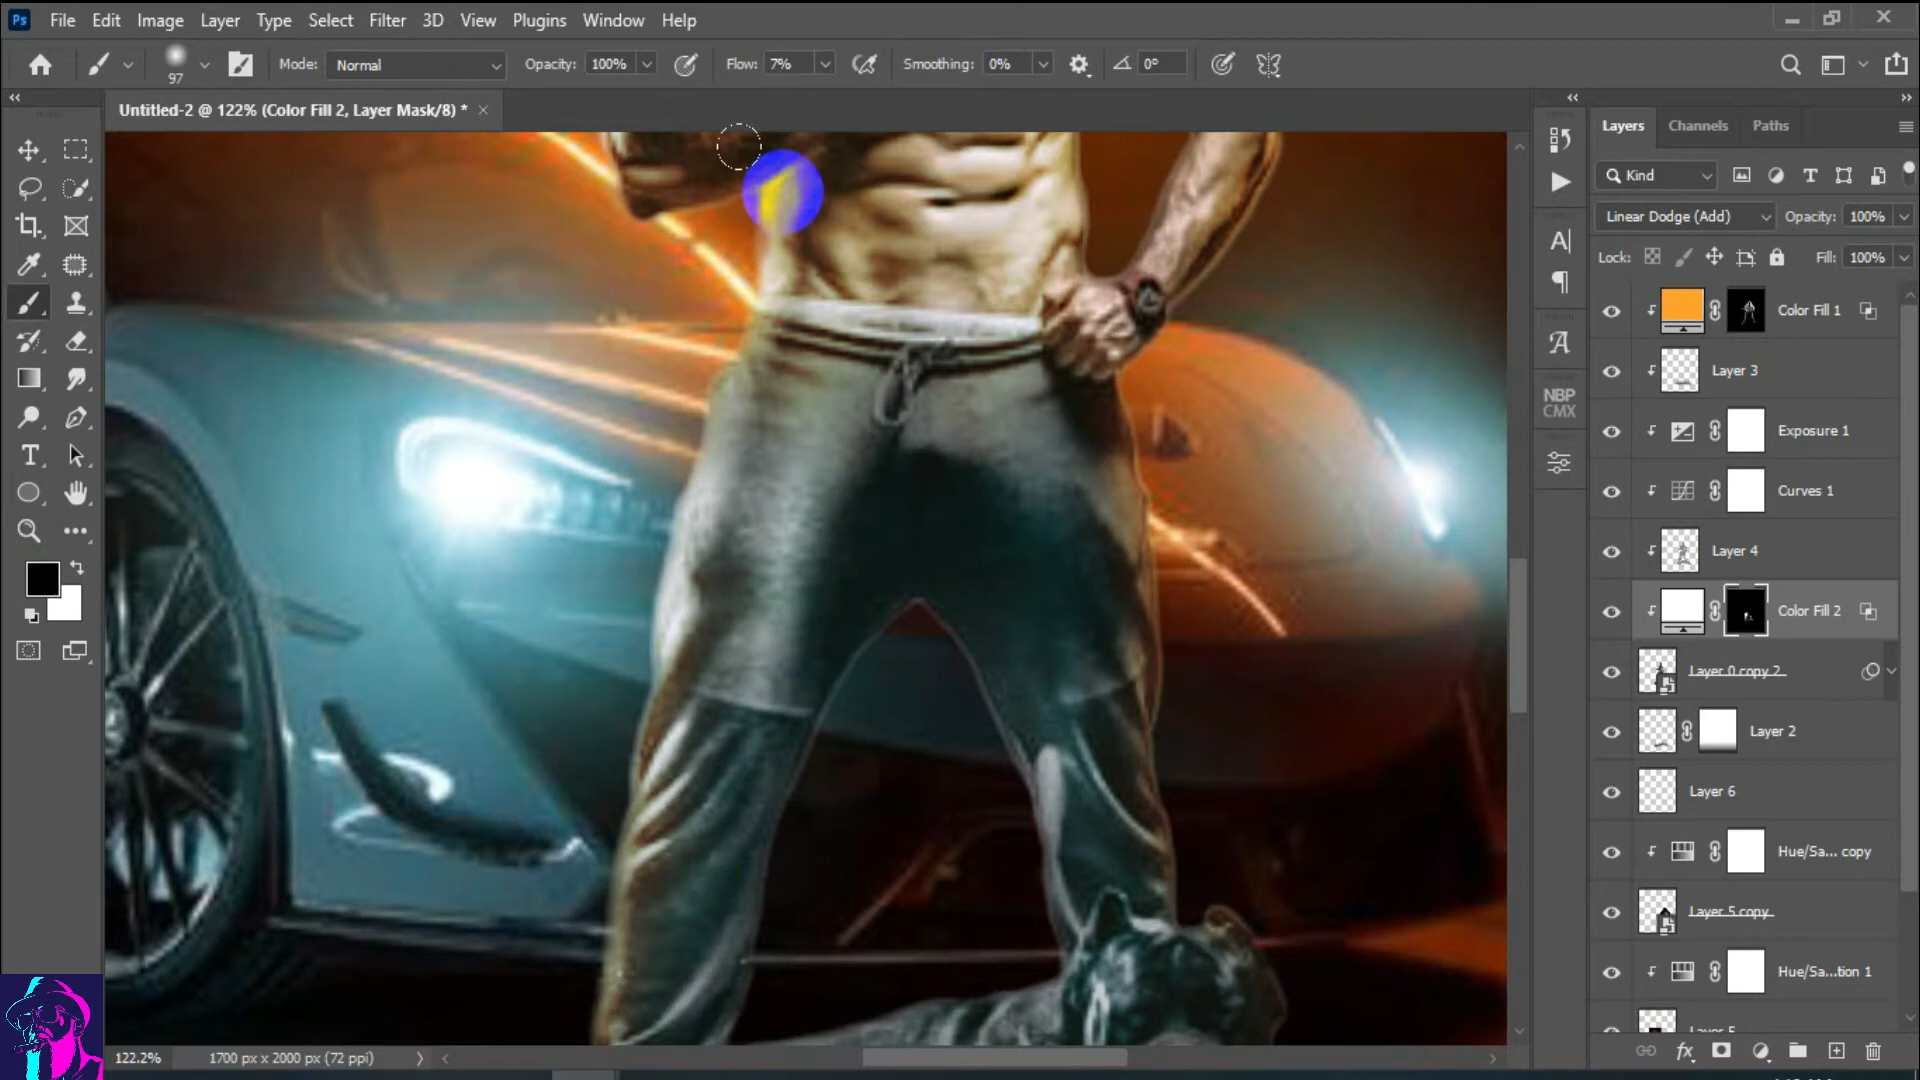 Ps File Edit Image Layer Type Select Filter 3D View Plugins Window Help
97 Mode: Normal Opacity: 100% Flow: 7% Smoothing: 0% 0°
Untitled-2 @ 122% (Color Fill 2, Layer Mask/8) * ×
Layers Channels Paths
Kind
Linear Dodge (Add) Opacity: 100%
Lock: Fill: 100%
Color Fill 1
Layer 3
NBP
CMX
Exposure 1
Curves 1
Layer 4
Color Fill 2
Layer 0 copy 2
Layer 2
Layer 6
Hue/Sa... copy
Layer 5 copy
Hue/Sa...tion 1
122.2% 1700 px x 2000 px (72 ppi)